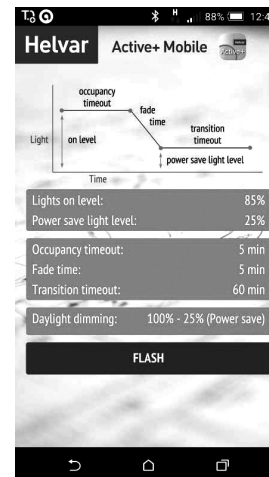 H
88% 12:4
Helvar Active+ Mobile
Active+
occupancy
timeout
fade
time
transition
timeout
Light
on level
power save light level
Time
Lights on level: 85%
Power save light level: 25%
Occupancy timeout: 5 min
Fade time: 5 min
Transition timeout: 60 min
Daylight dimming: 100% - 25% (Power save)
FLASH